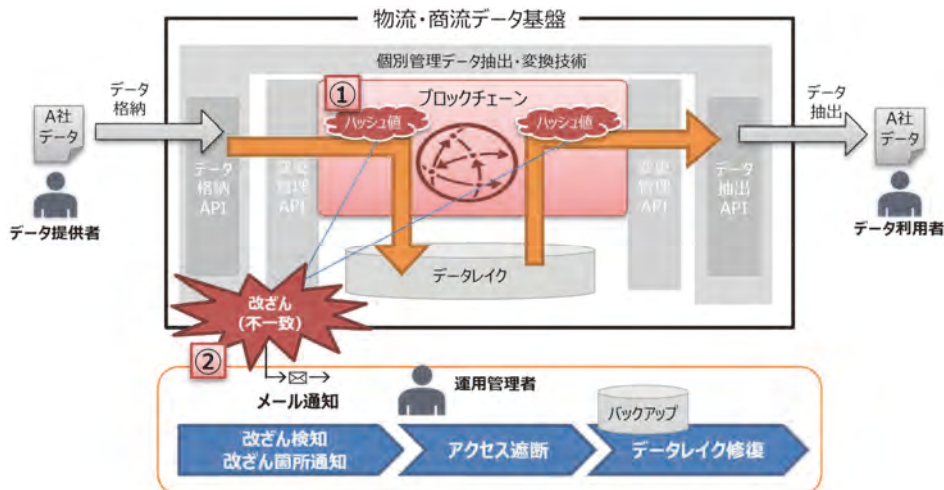 物流・商流データ基盤
個別管理データ抽出・変換技術
①
ブロックチェーン
データ
格納
データ
抽出
A社
データ
A社
データ
ハッシュ値
ハッシュ値
データ
格納
API
変更
管理
API
変更
管理
API
データ
抽出
API
データ提供者
データ利用者
データレイク
改ざん
(不一致)
②
メール通知
運用管理者
バックアップ
改ざん検知
改ざん箇所通知
アクセス遮断
データレイク修復